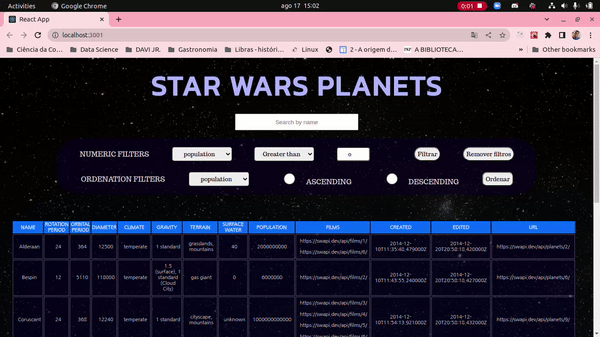 Activities Google Chrome ago 17 15:02 0:01
React App
localhost:3001
Ciência da Co... Data Science DAVI JR. Gastronomia Libras - histór... Linux 2 - A origem d... A BIBLIOTECA... Other bookmarks
STAR WARS PLANETS
Search by name
NUMERIC FILTERS population Greater than 0 Filtrar Remover filtros
ORDENATION FILTERS population ASCENDING DESCENDING Ordenar
NAME ROTATION PERIOD ORBITAL PERIOD DIAMETER CLIMATE GRAVITY TERRAIN SURFACE WATER POPULATION FILMS CREATED EDITED URL
Alderaan 24 364 12500 temperate 1 standard grasslands, mountains 40 2000000000 https://swapi.dev/api/films/1/ https://swapi.dev/api/films/6/ 2014-12-10T11:35:48.479000Z 2014-12-20T20:58:18.420000Z https://swapi.dev/api/planets/2/
Bespin 12 5110 118000 temperate 1.5 (surface), 1 standard (Cloud City) gas giant 0 6000000 https://swapi.dev/api/films/2/ 2014-12-10T11:43:55.240000Z 2014-12-20T20:58:18.427000Z https://swapi.dev/api/planets/6/
Coruscant 24 368 12240 temperate 1 standard cityscape, mountains unknown 1000000000000 https://swapi.dev/api/films/3/ https://swapi.dev/api/films/4/ https://swapi.dev/api/films/5/ https://swapi.dev/api/films/6/ 2014-12-10T11:54:13.921000Z 2014-12-20T20:58:18.432000Z https://swapi.dev/api/planets/9/